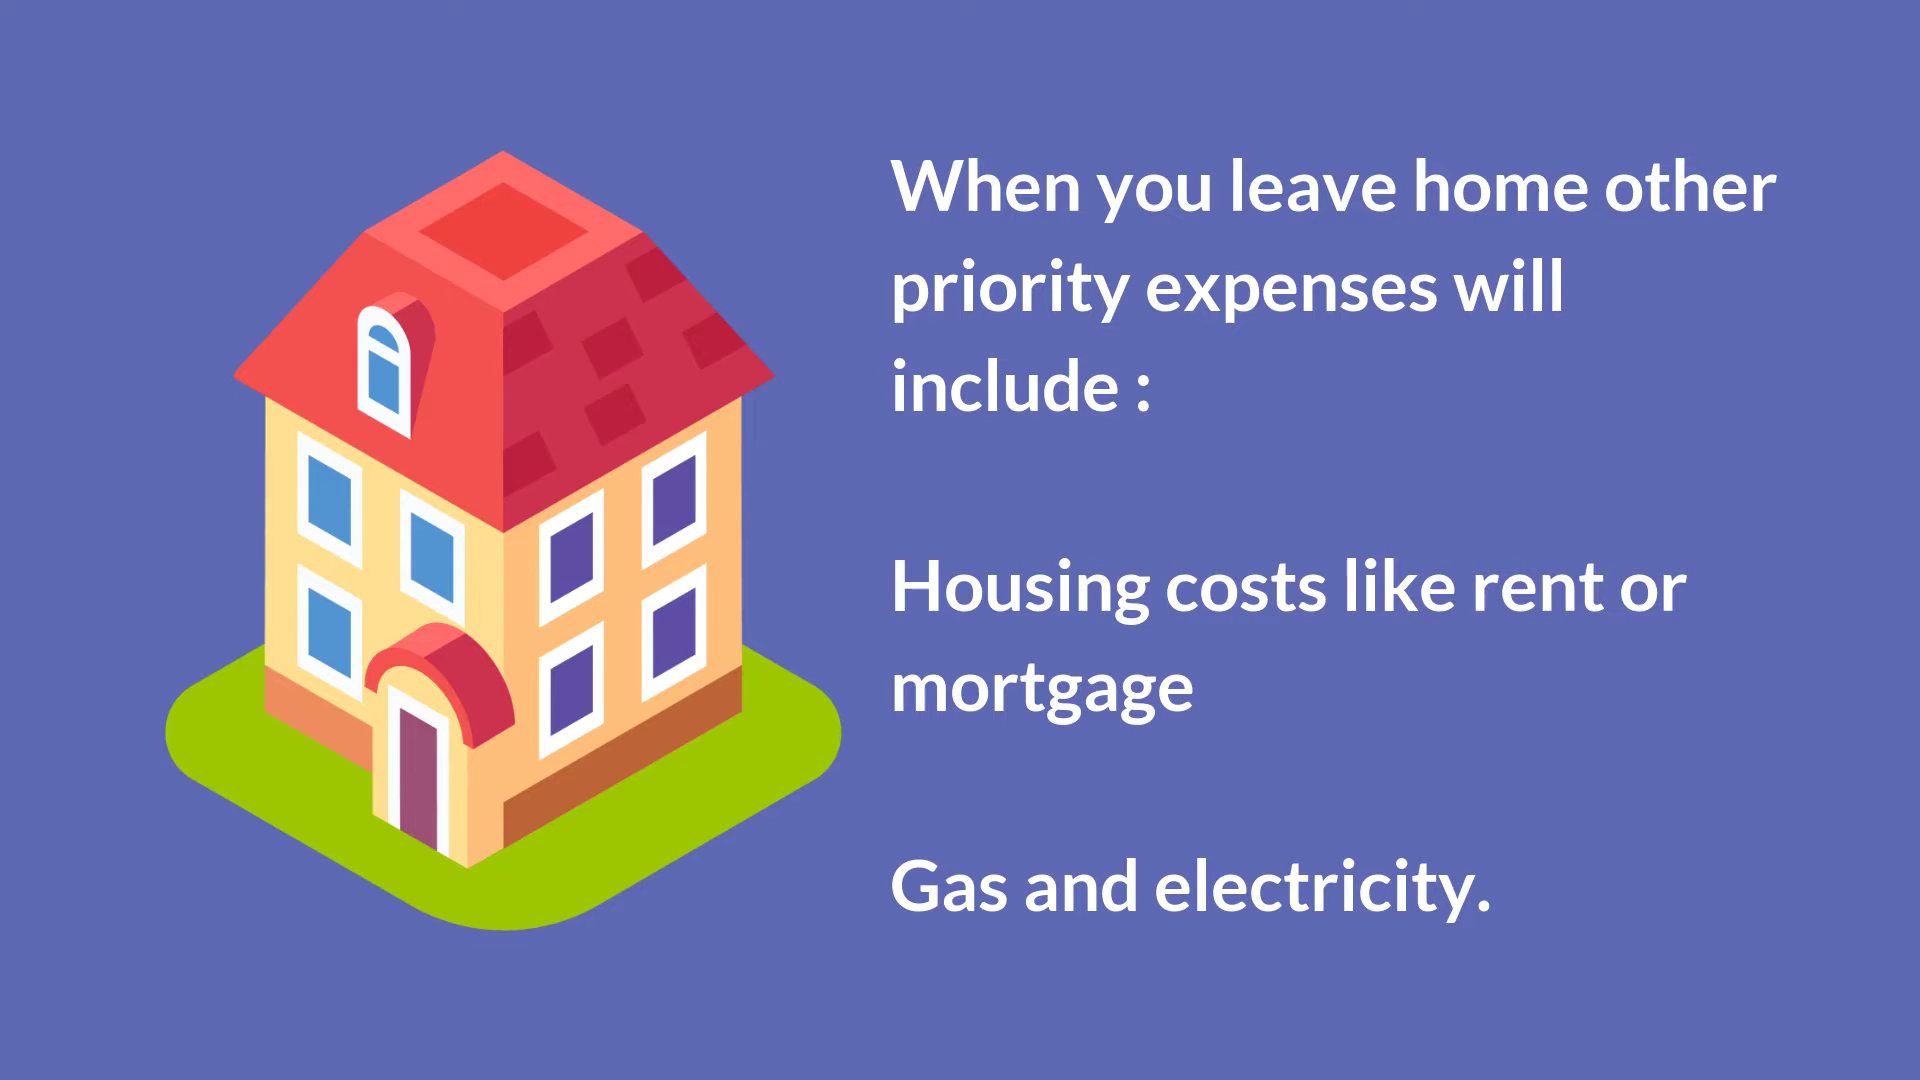 When you leave home other
priority expenses will
include :
Housing costs like rent or
mortgage
Gas and electricity.